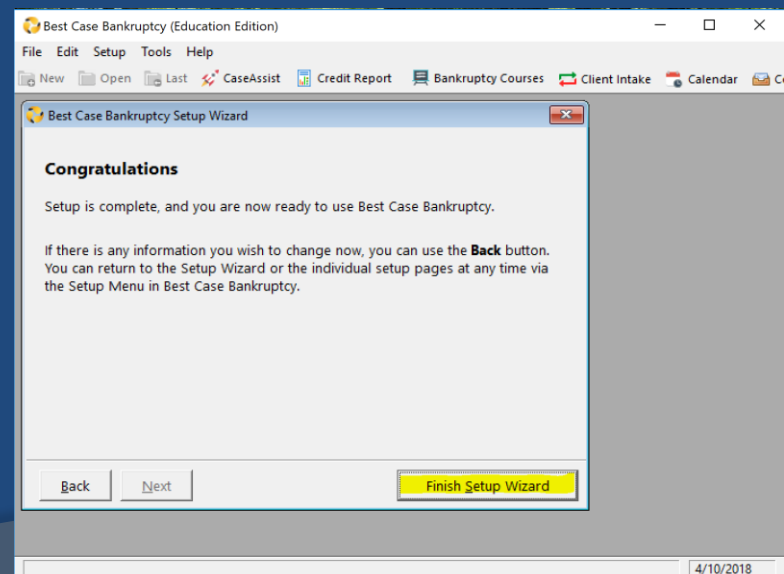 Best Case Bankruptcy (Education Edition)
File Edit Setup Tools Help
New Open Last CaseAssist Credit Report Bankruptcy Courses Client Intake Calendar
Best Case Bankruptcy Setup Wizard
Congratulations
Setup is complete, and you are now ready to use Best Case Bankruptcy.
If there is any information you wish to change now, you can use the Back button.
You can return to the Setup Wizard or the individual setup pages at any time via
the Setup Menu in Best Case Bankruptcy.
Back Next Finish Setup Wizard
4/10/2018